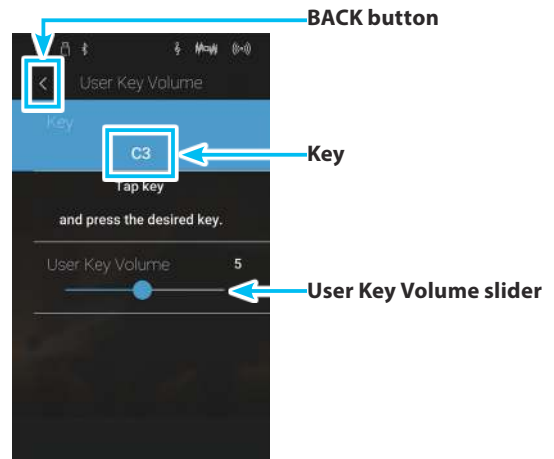 BACK button
User Key Volume
Key
C3
Key
Tap key
and press the desired key.
User Key Volume 5
User Key Volume slider